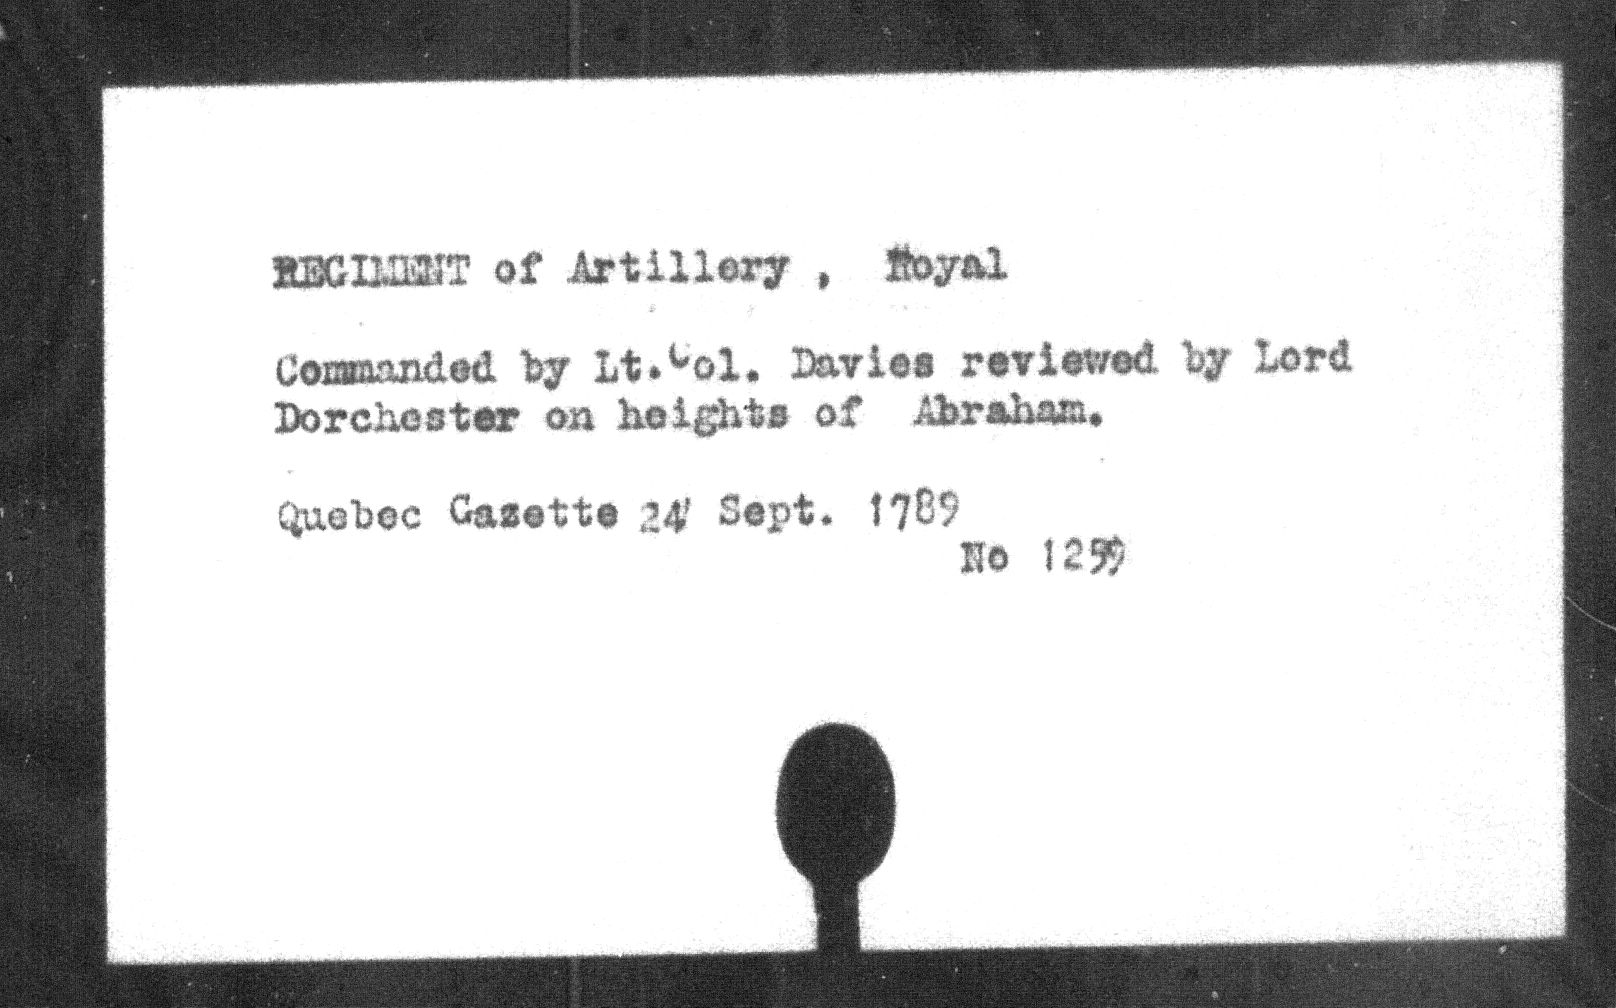 REGIMENT of Artillery , Royal
Commanded by Lt.Col. Davies reviewed by Lord
Dorchester on heights of Abraham.
Quebec Gazette 24 Sept. 1789
No 1259